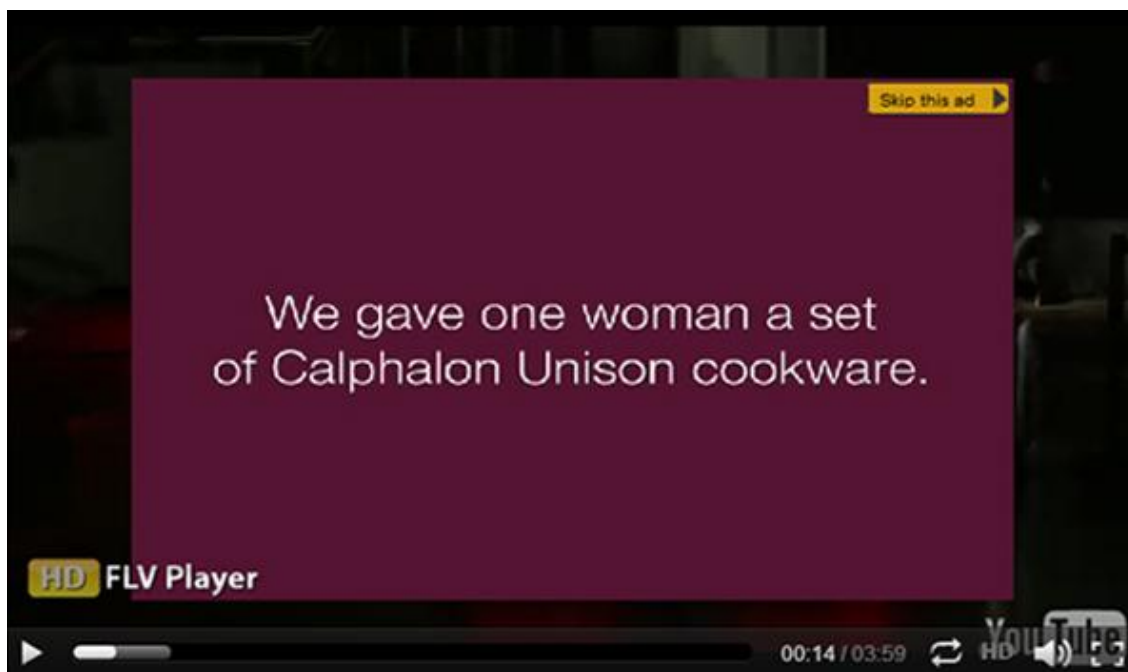 Skip this ad
We gave one woman a set
of Calphalon Unison cookware.
HD FLV Player
00:14 / 03:59
HD
YouTube